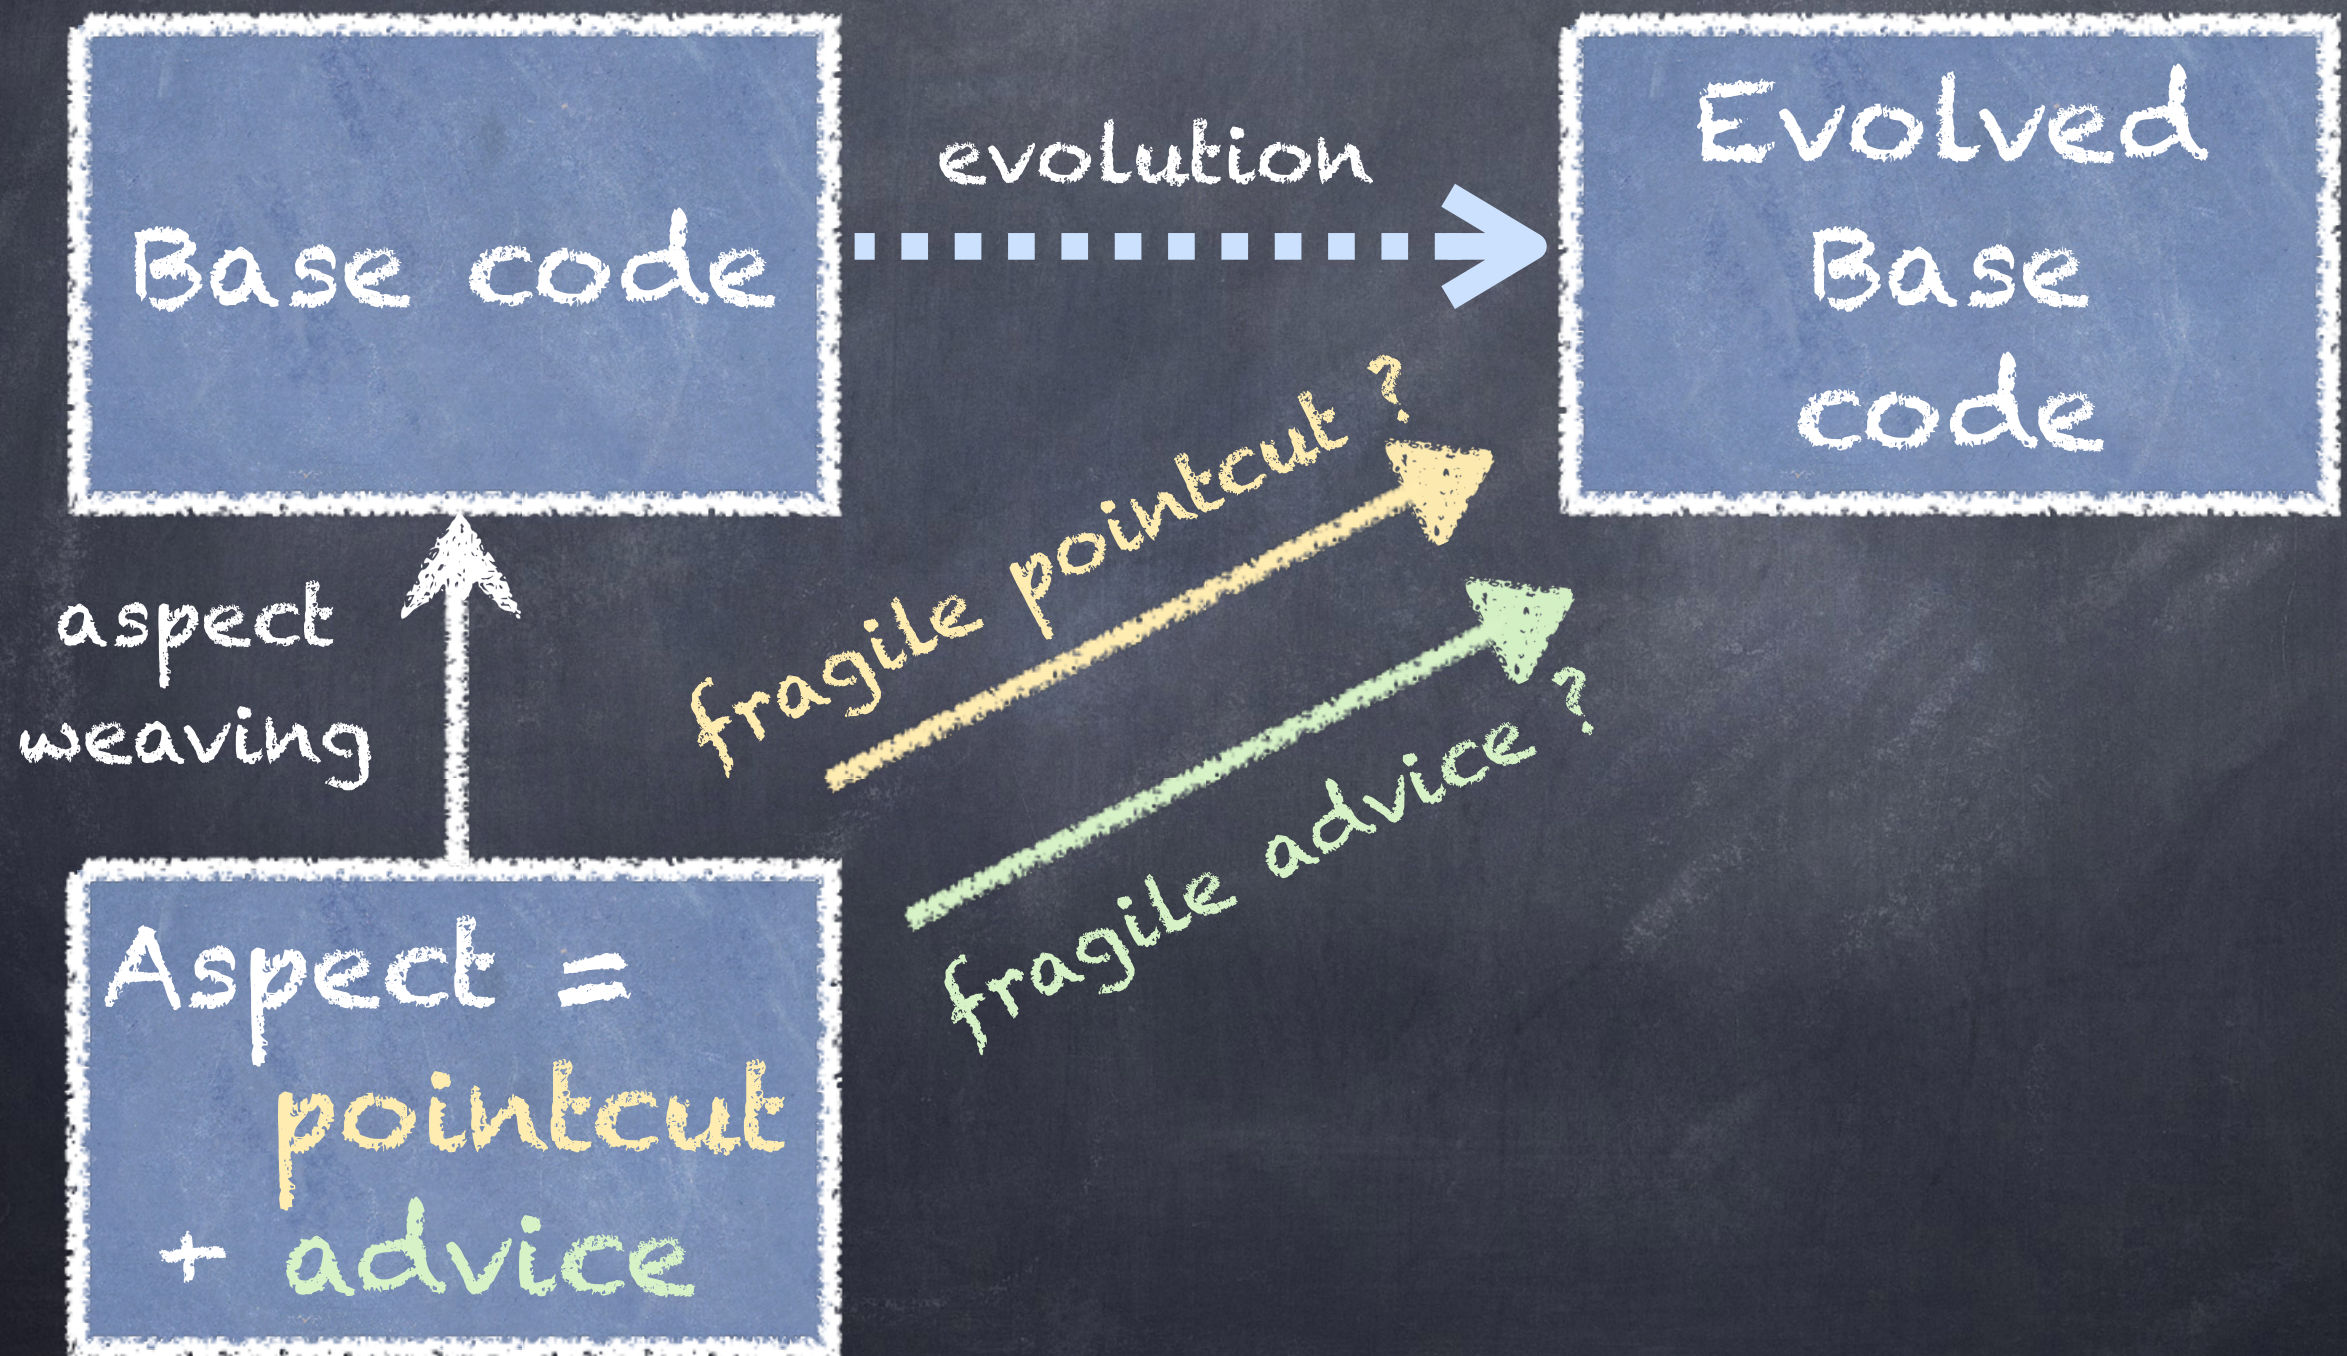 Base code
evolution
Evolved
Base
code
aspect
weaving
fragile pointcut ?
fragile advice ?
Aspect =
pointcut
+ advice